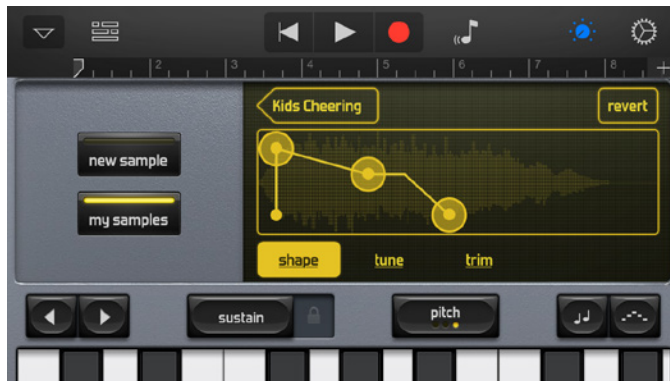 2
3
4
5
6
7
8
Kids Cheering
revert
new sample
my samples
shape
tune
trim
sustain
pitch